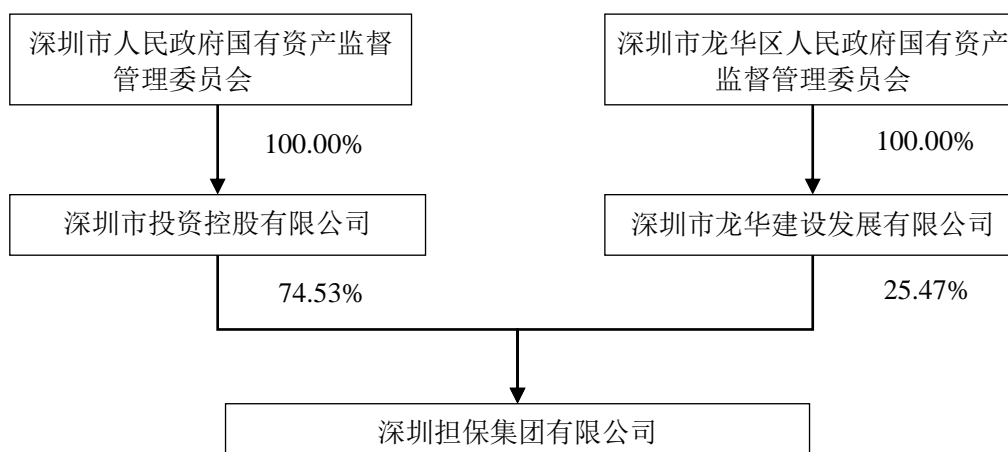 深圳市人民政府国有资产监督
管理委员会
深圳市龙华区人民政府国有资产
监督管理委员会
100.00%
100.00%
深圳市投资控股有限公司
深圳市龙华建设发展有限公司
74.53%
25.47%
深圳担保集团有限公司